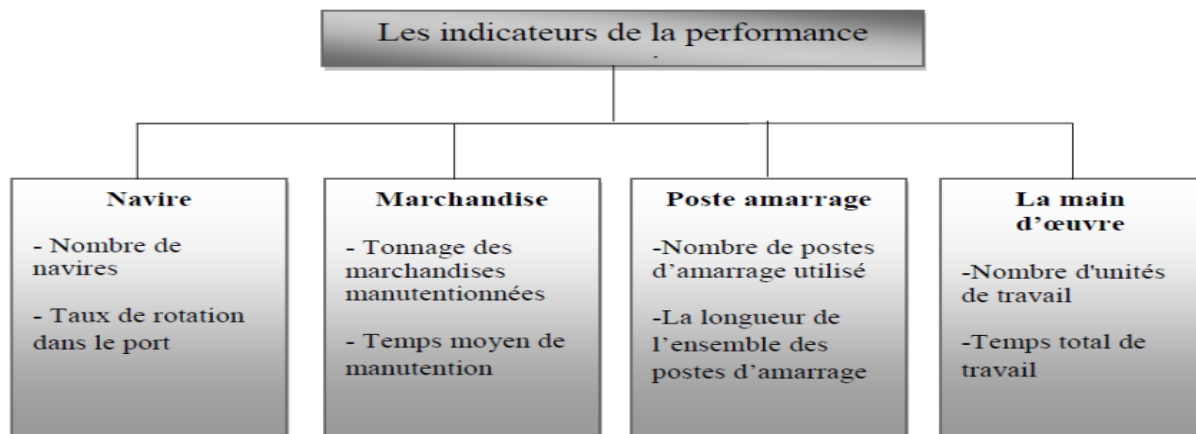 Les indicateurs de la performance
.
Navire
- Nombre de
navires
- Taux de rotation
dans le port
Marchandise
- Tonnage des
marchandises
manutentionnées
- Temps moyen de
manutention
Poste amarrage
-Nombre de postes
d’amarrage utilisé
-La longueur de
l’ensemble des
postes d’amarrage
La main
d’œuvre
-Nombre d'unités
de travail
-Temps total de
travail